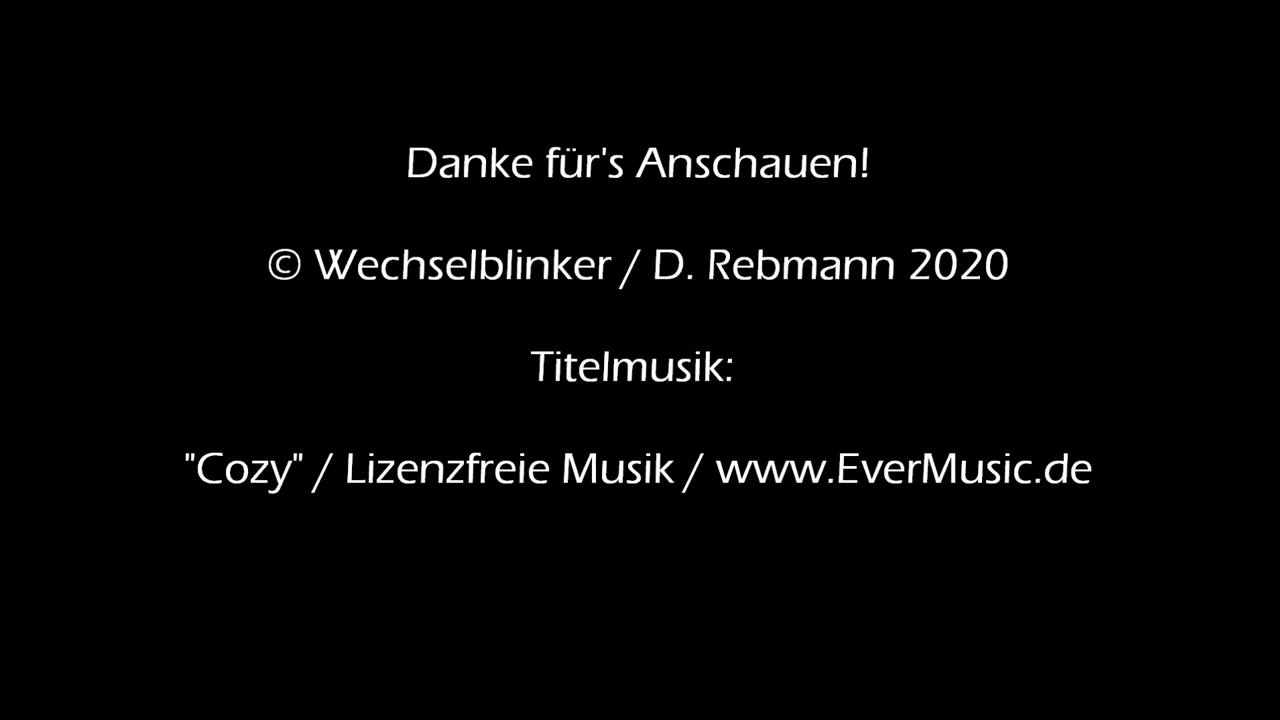 Danke für's Anschauen!
© Wechselblinker / D. Rebmann 2020
Titelmusik:
"Cozy" / Lizenzfreie Musik / www.EverMusic.de